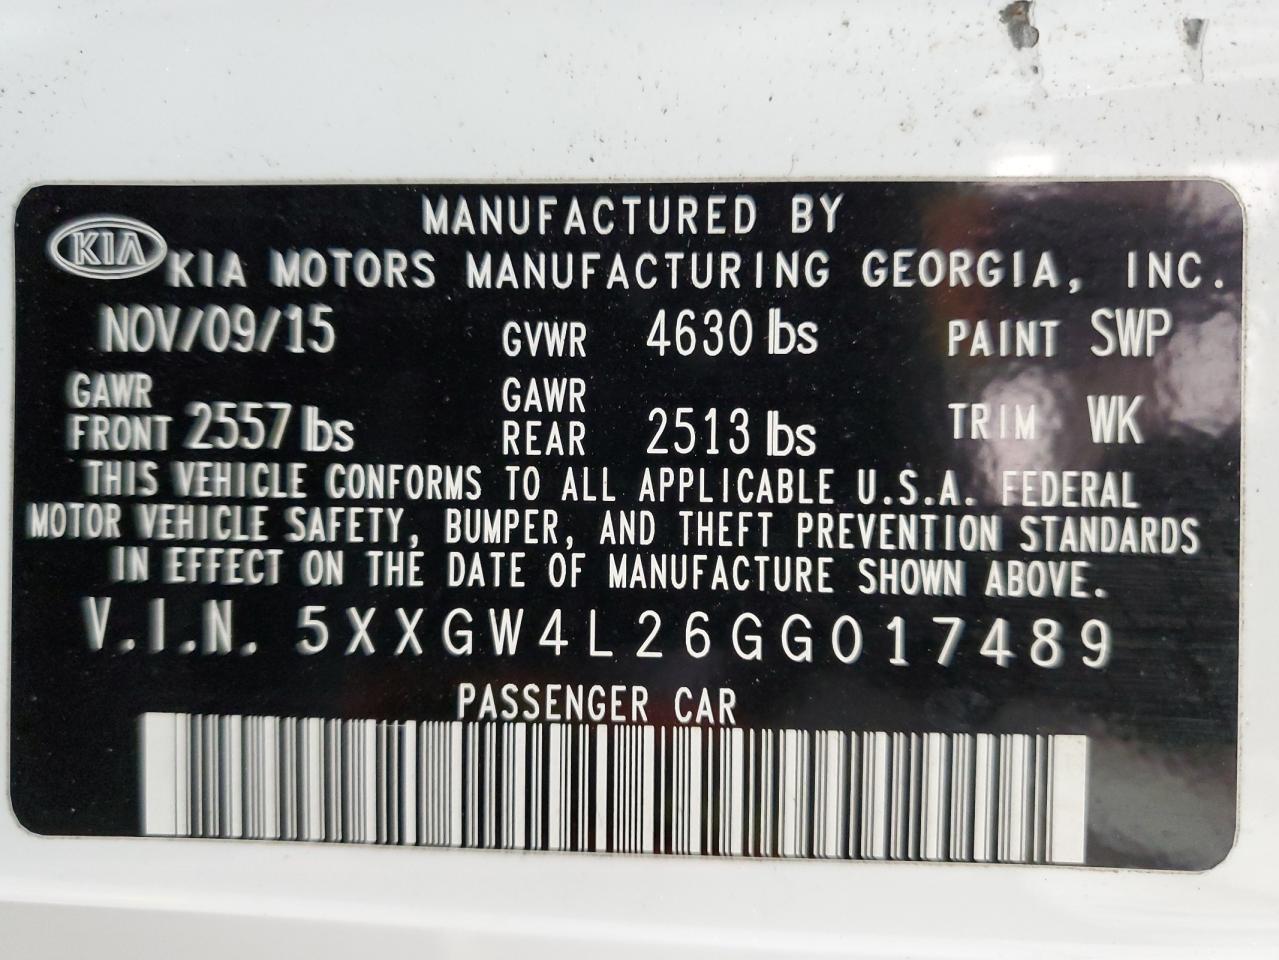 MANUFACTURED BY
KIA
KIA MOTORS MANUFACTURING GEORGIA, INC.
NOV/09/15 GVWR 4630 lbs PAINT SWP
GAWR FRONT 2557 lbs GAWR REAR 2513 lbs TRIM WK
THIS VEHICLE CONFORMS TO ALL APPLICABLE U.S.A. FEDERAL
MOTOR VEHICLE SAFETY, BUMPER, AND THEFT PREVENTION STANDARDS
IN EFFECT ON THE DATE OF MANUFACTURE SHOWN ABOVE.
V.I.N. 5XXGW4L26GG017489
PASSENGER CAR